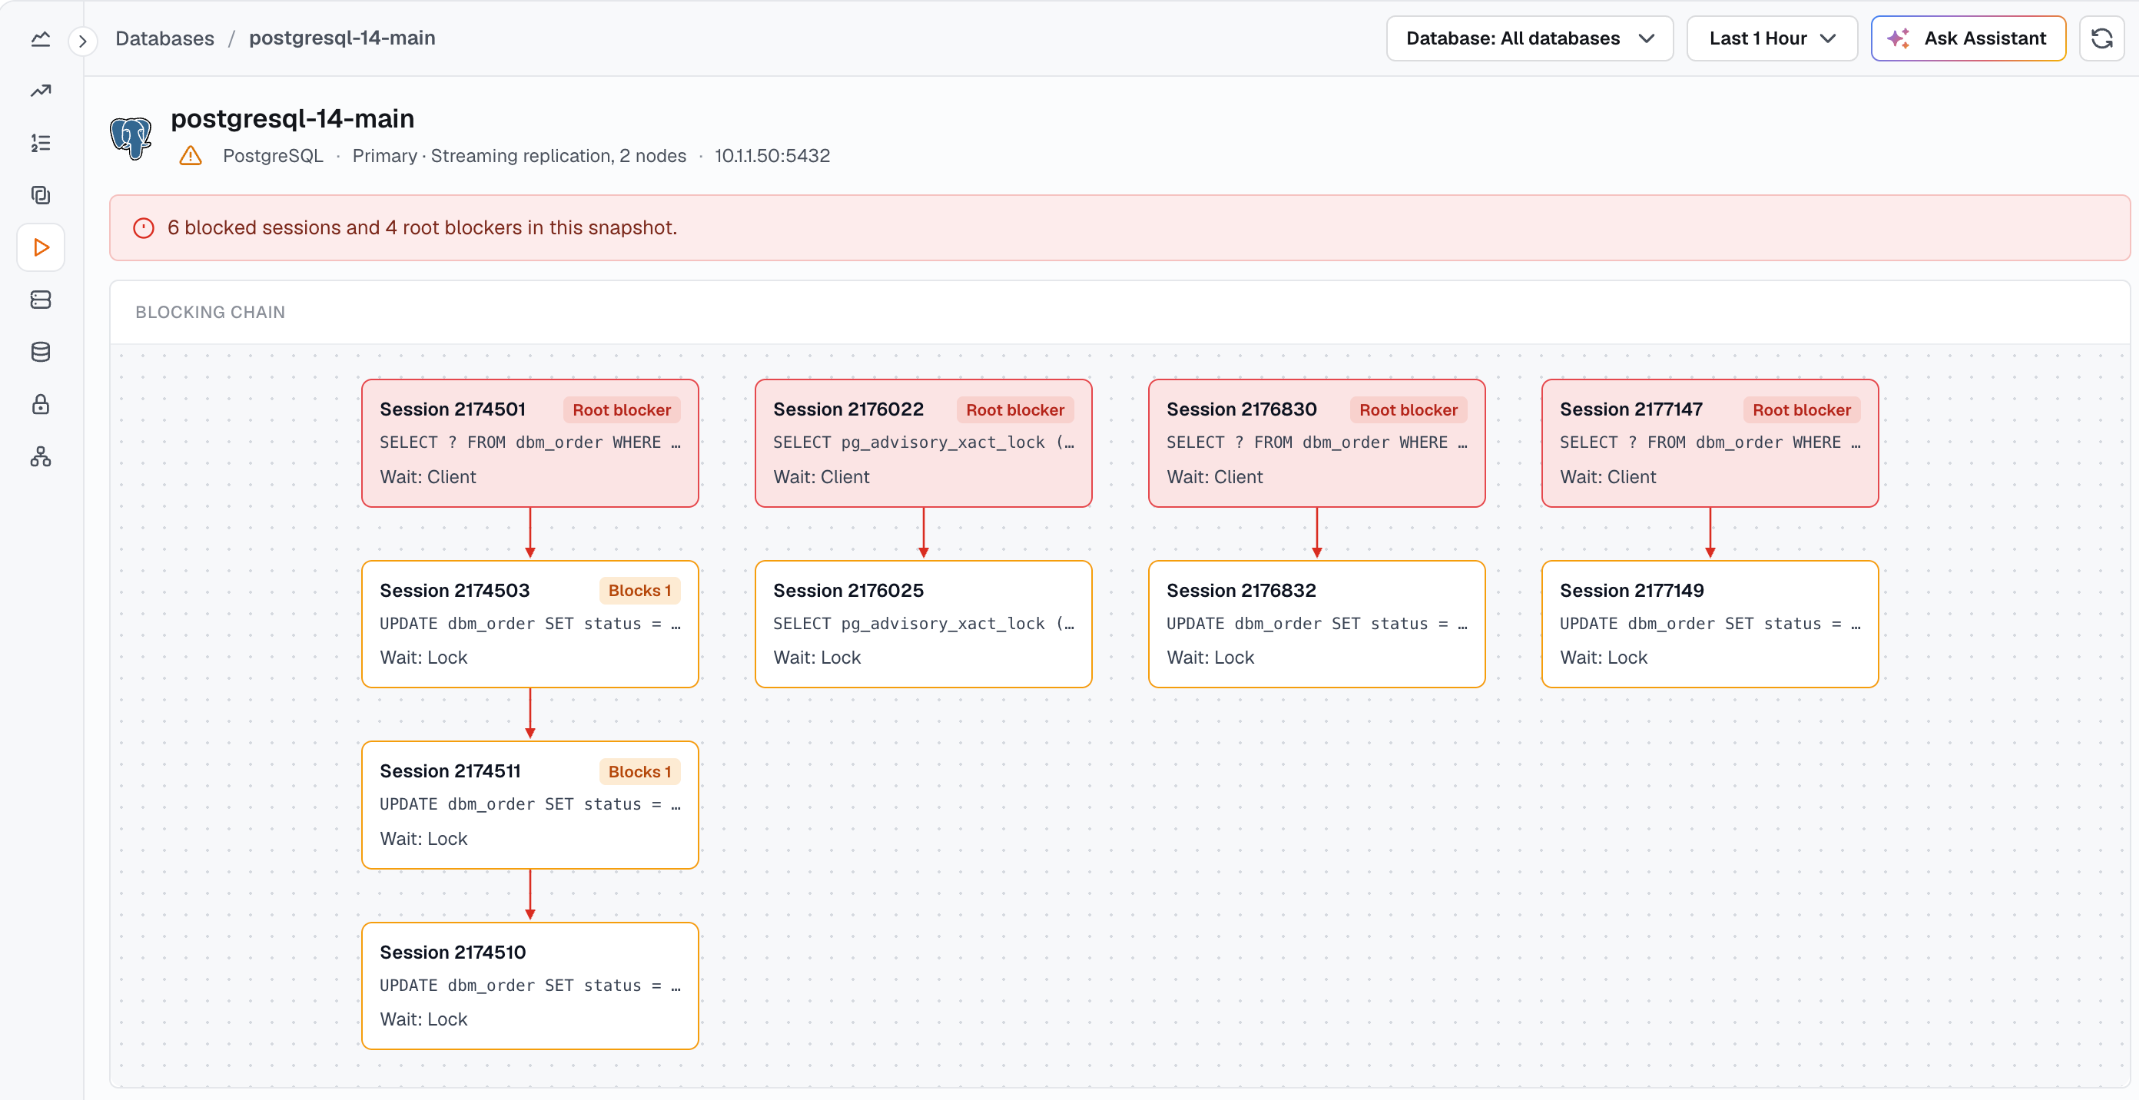 Databases / postgresql-14-main
Database: All databases
Last 1 Hour
Ask Assistant
postgresql-14-main
PostgreSQL · Primary · Streaming replication, 2 nodes · 10.1.1.50:5432
6 blocked sessions and 4 root blockers in this snapshot.
BLOCKING CHAIN
Session 2174501 Root blocker
SELECT ? FROM dbm_order WHERE …
Wait: Client
Session 2176022 Root blocker
SELECT pg_advisory_xact_lock (…
Wait: Client
Session 2176830 Root blocker
SELECT ? FROM dbm_order WHERE …
Wait: Client
Session 2177147 Root blocker
SELECT ? FROM dbm_order WHERE …
Wait: Client
Session 2174503 Blocks 1
UPDATE dbm_order SET status = …
Wait: Lock
Session 2176025
SELECT pg_advisory_xact_lock (…
Wait: Lock
Session 2176832
UPDATE dbm_order SET status = …
Wait: Lock
Session 2177149
UPDATE dbm_order SET status = …
Wait: Lock
Session 2174511 Blocks 1
UPDATE dbm_order SET status = …
Wait: Lock
Session 2174510
UPDATE dbm_order SET status = …
Wait: Lock